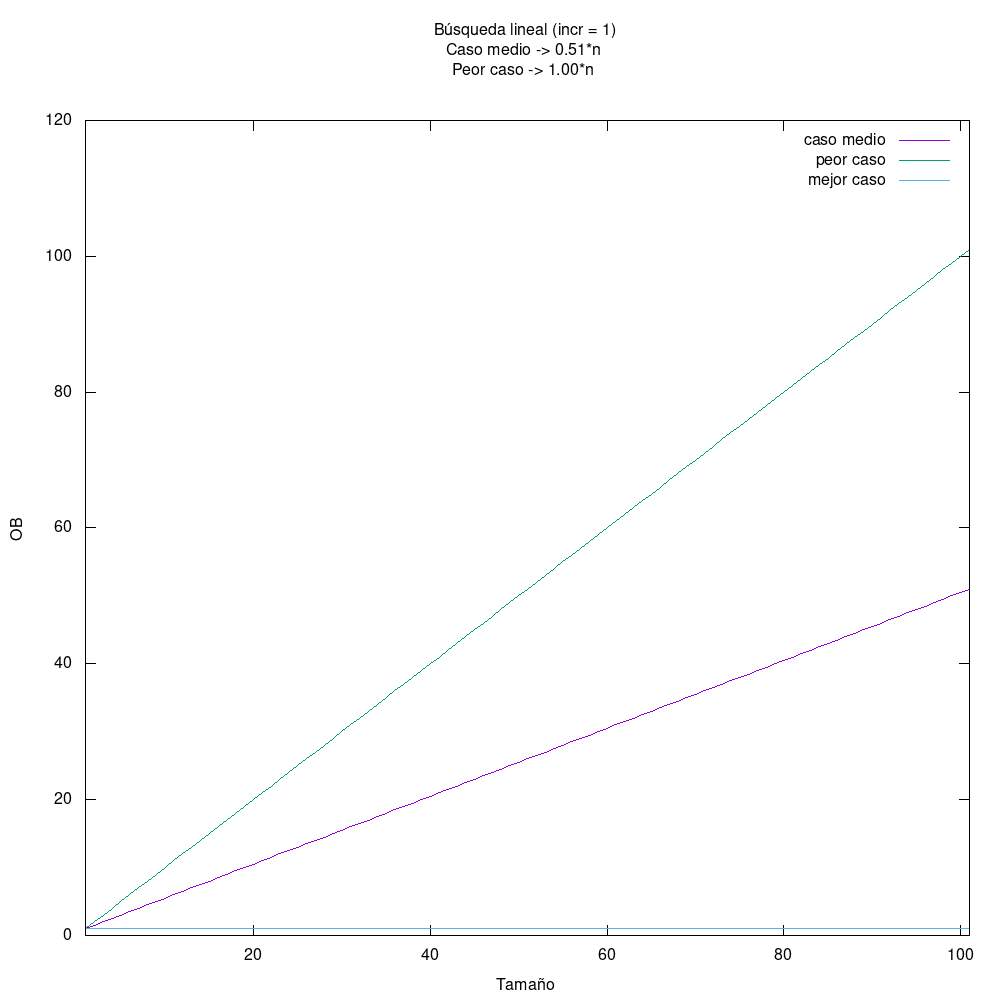 Búsqueda lineal (incr = 1)
Caso medio -> 0.51*n
Peor caso -> 1.00*n
120
100
80
60
40
20
0
OB
caso medio
peor caso
mejor caso
20 40 60 80 100
Tamaño